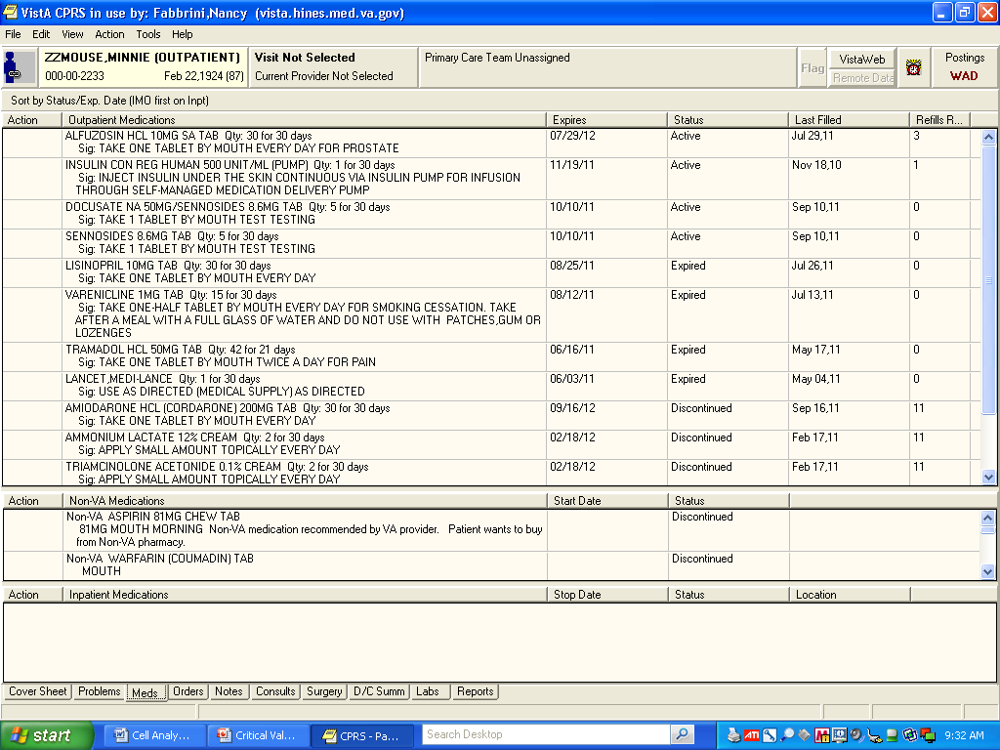 VistA CPRS in use by: Fabbrini,Nancy (vista.hines.med.va.gov)
File Edit View Action Tools Help
ZZMOUSE,MINNIE (OUTPATIENT) Visit Not Selected Primary Care Team Unassigned Flag VistaWeb Postings
000-00-2233 Feb 22,1924 (87) Current Provider Not Selected Remote Data WAD
Sort by Status/Exp. Date (IMO first on Inpt)
Action Outpatient Medications Expires Status Last Filled Refills R...
ALFUZOSIN HCL 10MG SA TAB Qty: 30 for 30 days 07/29/12 Active Jul 29,11 3
Sig: TAKE ONE TABLET BY MOUTH EVERY DAY FOR PROSTATE
INSULIN CON REG HUMAN 500 UNIT/ML (PUMP) Qty: 1 for 30 days 11/19/11 Active Nov 18,10 1
Sig: INJECT INSULIN UNDER THE SKIN CONTINUOUS VIA INSULIN PUMP FOR INFUSION
THROUGH SELF-MANAGED MEDICATION DELIVERY PUMP
DOCUSATE NA 50MG/SENNOSIDES 8.6MG TAB Qty: 5 for 30 days 10/10/11 Active Sep 10,11 0
Sig: TAKE 1 TABLET BY MOUTH TEST TESTING
SENNOSIDES 8.6MG TAB Qty: 5 for 30 days 10/10/11 Active Sep 10,11 0
Sig: TAKE 1 TABLET BY MOUTH TEST TESTING
LISINOPRIL 10MG TAB Qty: 30 for 30 days 08/25/11 Expired Jul 26,11 0
Sig: TAKE ONE TABLET BY MOUTH EVERY DAY
VARENICLINE 1MG TAB Qty: 15 for 30 days 08/12/11 Expired Jul 13,11 0
Sig: TAKE ONE-HALF TABLET BY MOUTH EVERY DAY FOR SMOKING CESSATION. TAKE
AFTER A MEAL WITH A FULL GLASS OF WATER AND DO NOT USE WITH PATCHES,GUM OR
LOZENGES
TRAMADOL HCL 50MG TAB Qty: 42 for 21 days 06/16/11 Expired May 17,11 0
Sig: TAKE ONE TABLET BY MOUTH TWICE A DAY FOR PAIN
LANCET,MEDI-LANCE Qty: 1 for 30 days 06/03/11 Expired May 04,11 0
Sig: USE AS DIRECTED (MEDICAL SUPPLY) AS DIRECTED
AMIODARONE HCL (CORDARONE) 200MG TAB Qty: 30 for 30 days 09/16/12 Discontinued Sep 16,11 11
Sig: TAKE ONE TABLET BY MOUTH EVERY DAY
AMMONIUM LACTATE 12% CREAM Qty: 2 for 30 days 02/18/12 Discontinued Feb 17,11 11
Sig: APPLY SMALL AMOUNT TOPICALLY EVERY DAY
TRIAMCINOLONE ACETONIDE 0.1% CREAM Qty: 2 for 30 days 02/18/12 Discontinued Feb 17,11 11
Sig: APPLY SMALL AMOUNT TOPICALLY EVERY DAY
Action Non-VA Medications Start Date Status
Non-VA ASPIRIN 81MG CHEW TAB Discontinued
81MG MOUTH MORNING Non-VA medication recommended by VA provider. Patient wants to buy
from Non-VA pharmacy.
Non-VA WARFARIN (COUMADIN) TAB Discontinued
MOUTH
Action Inpatient Medications Stop Date Status Location
Cover Sheet Problems Meds Orders Notes Consults Surgery D/C Summ Labs Reports
start Cell Analy... Critical Val... CPRS - Pa... Search Desktop ATI 9:32 AM